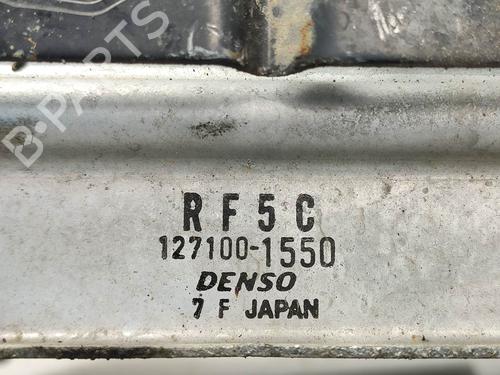 RF5C
127100-1550
DENSO
7 F JAPAN
B-PARTS